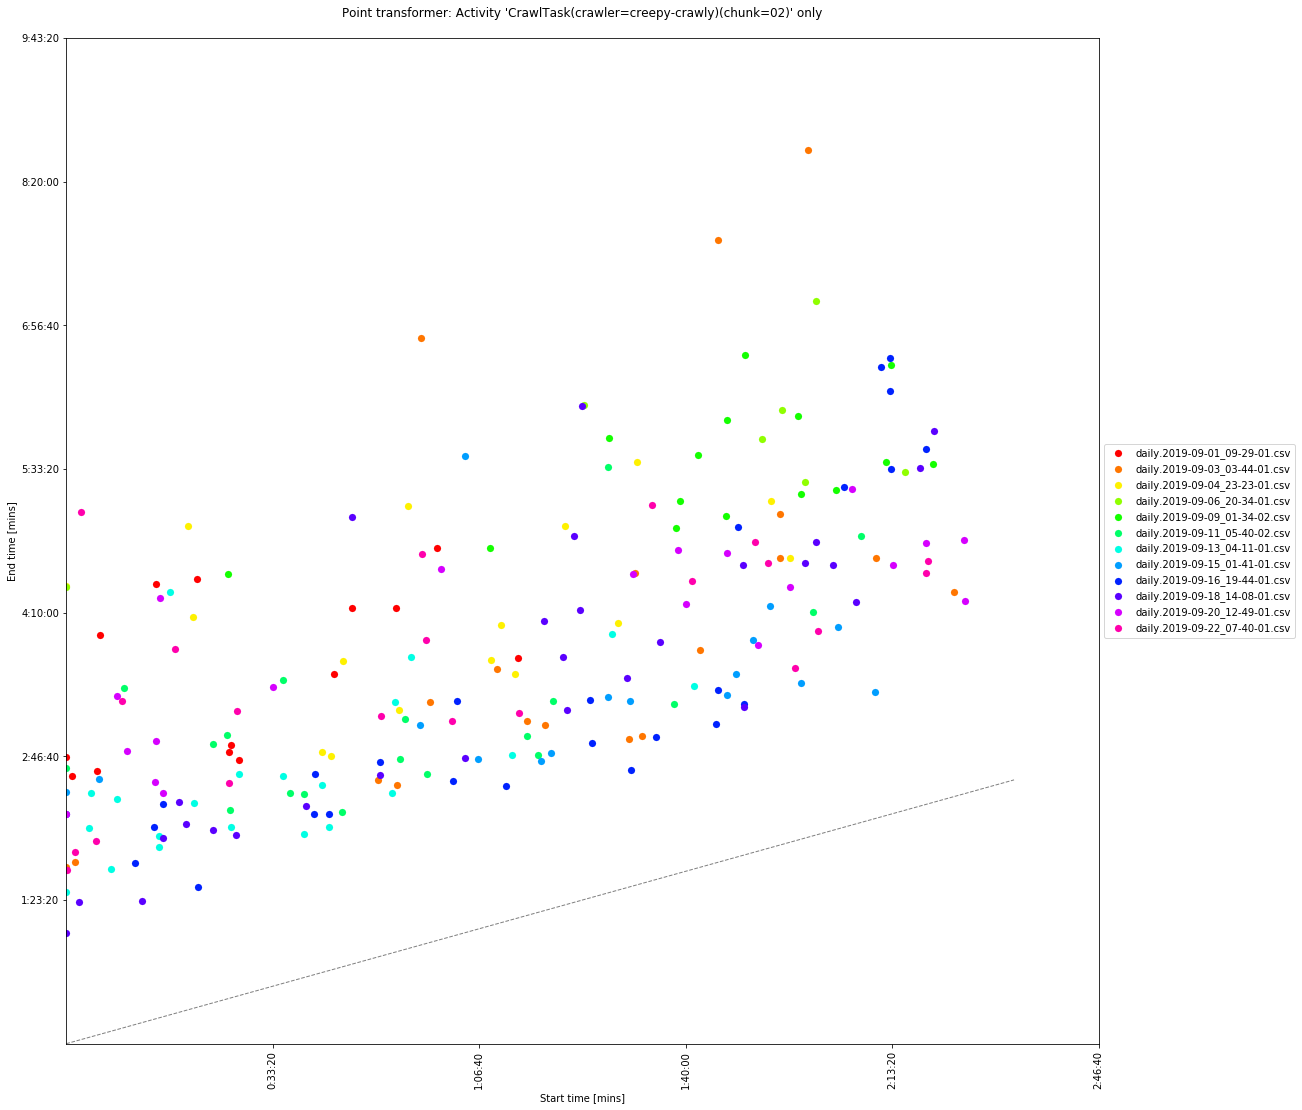 Point transformer: Activity 'CrawlTask(crawler=creepy-crawly)(chunk=02)' only
9:43:20
8:20:00
6:56:40
5:33:20
4:10:00
2:46:40
1:23:20
End time [mins]
0:33:20
1:06:40
1:40:00
2:13:20
2:46:40
Start time [mins]
daily.2019-09-01_09-29-01.csv
daily.2019-09-03_03-44-01.csv
daily.2019-09-04_23-23-01.csv
daily.2019-09-06_20-34-01.csv
daily.2019-09-09_01-34-02.csv
daily.2019-09-11_05-40-02.csv
daily.2019-09-13_04-11-01.csv
daily.2019-09-15_01-41-01.csv
daily.2019-09-16_19-44-01.csv
daily.2019-09-18_14-08-01.csv
daily.2019-09-20_12-49-01.csv
daily.2019-09-22_07-40-01.csv